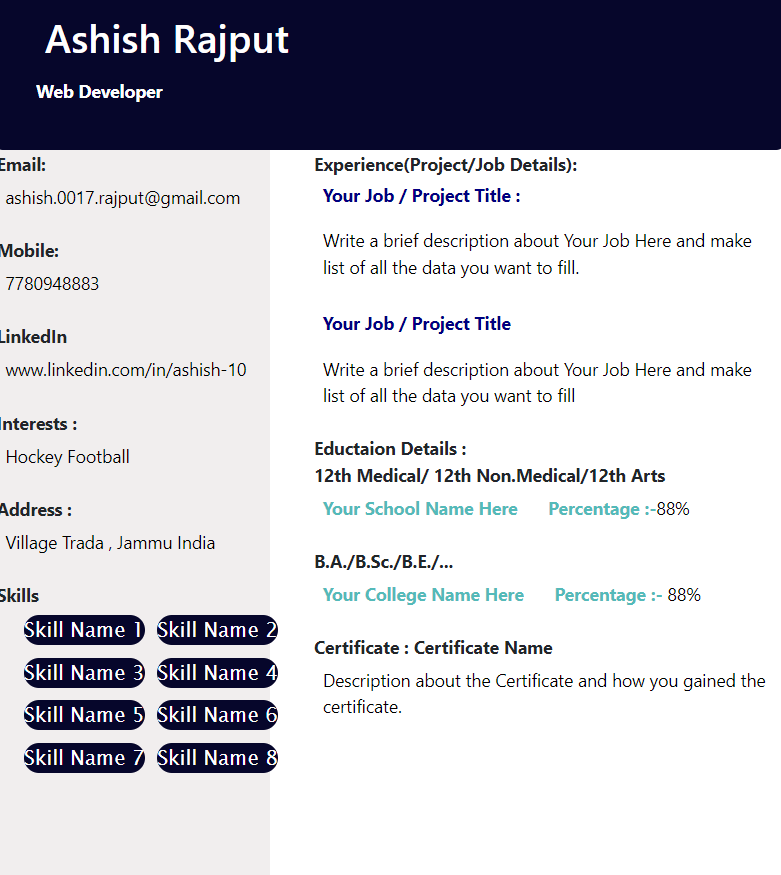 Ashish Rajput
Web Developer
Email:
ashish.0017.rajput@gmail.com
Mobile:
7780948883
LinkedIn
www.linkedin.com/in/ashish-10
Interests :
Hockey Football
Address :
Village Trada , Jammu India
Skills
Skill Name 1 Skill Name 2
Skill Name 3 Skill Name 4
Skill Name 5 Skill Name 6
Skill Name 7 Skill Name 8
Experience(Project/Job Details):
Your Job / Project Title :
Write a brief description about Your Job Here and make
list of all the data you want to fill.
Your Job / Project Title
Write a brief description about Your Job Here and make
list of all the data you want to fill
Eductaion Details :
12th Medical/ 12th Non.Medical/12th Arts
Your School Name Here Percentage :-88%
B.A./B.Sc./B.E./...
Your College Name Here Percentage :- 88%
Certificate : Certificate Name
Description about the Certificate and how you gained the
certificate.